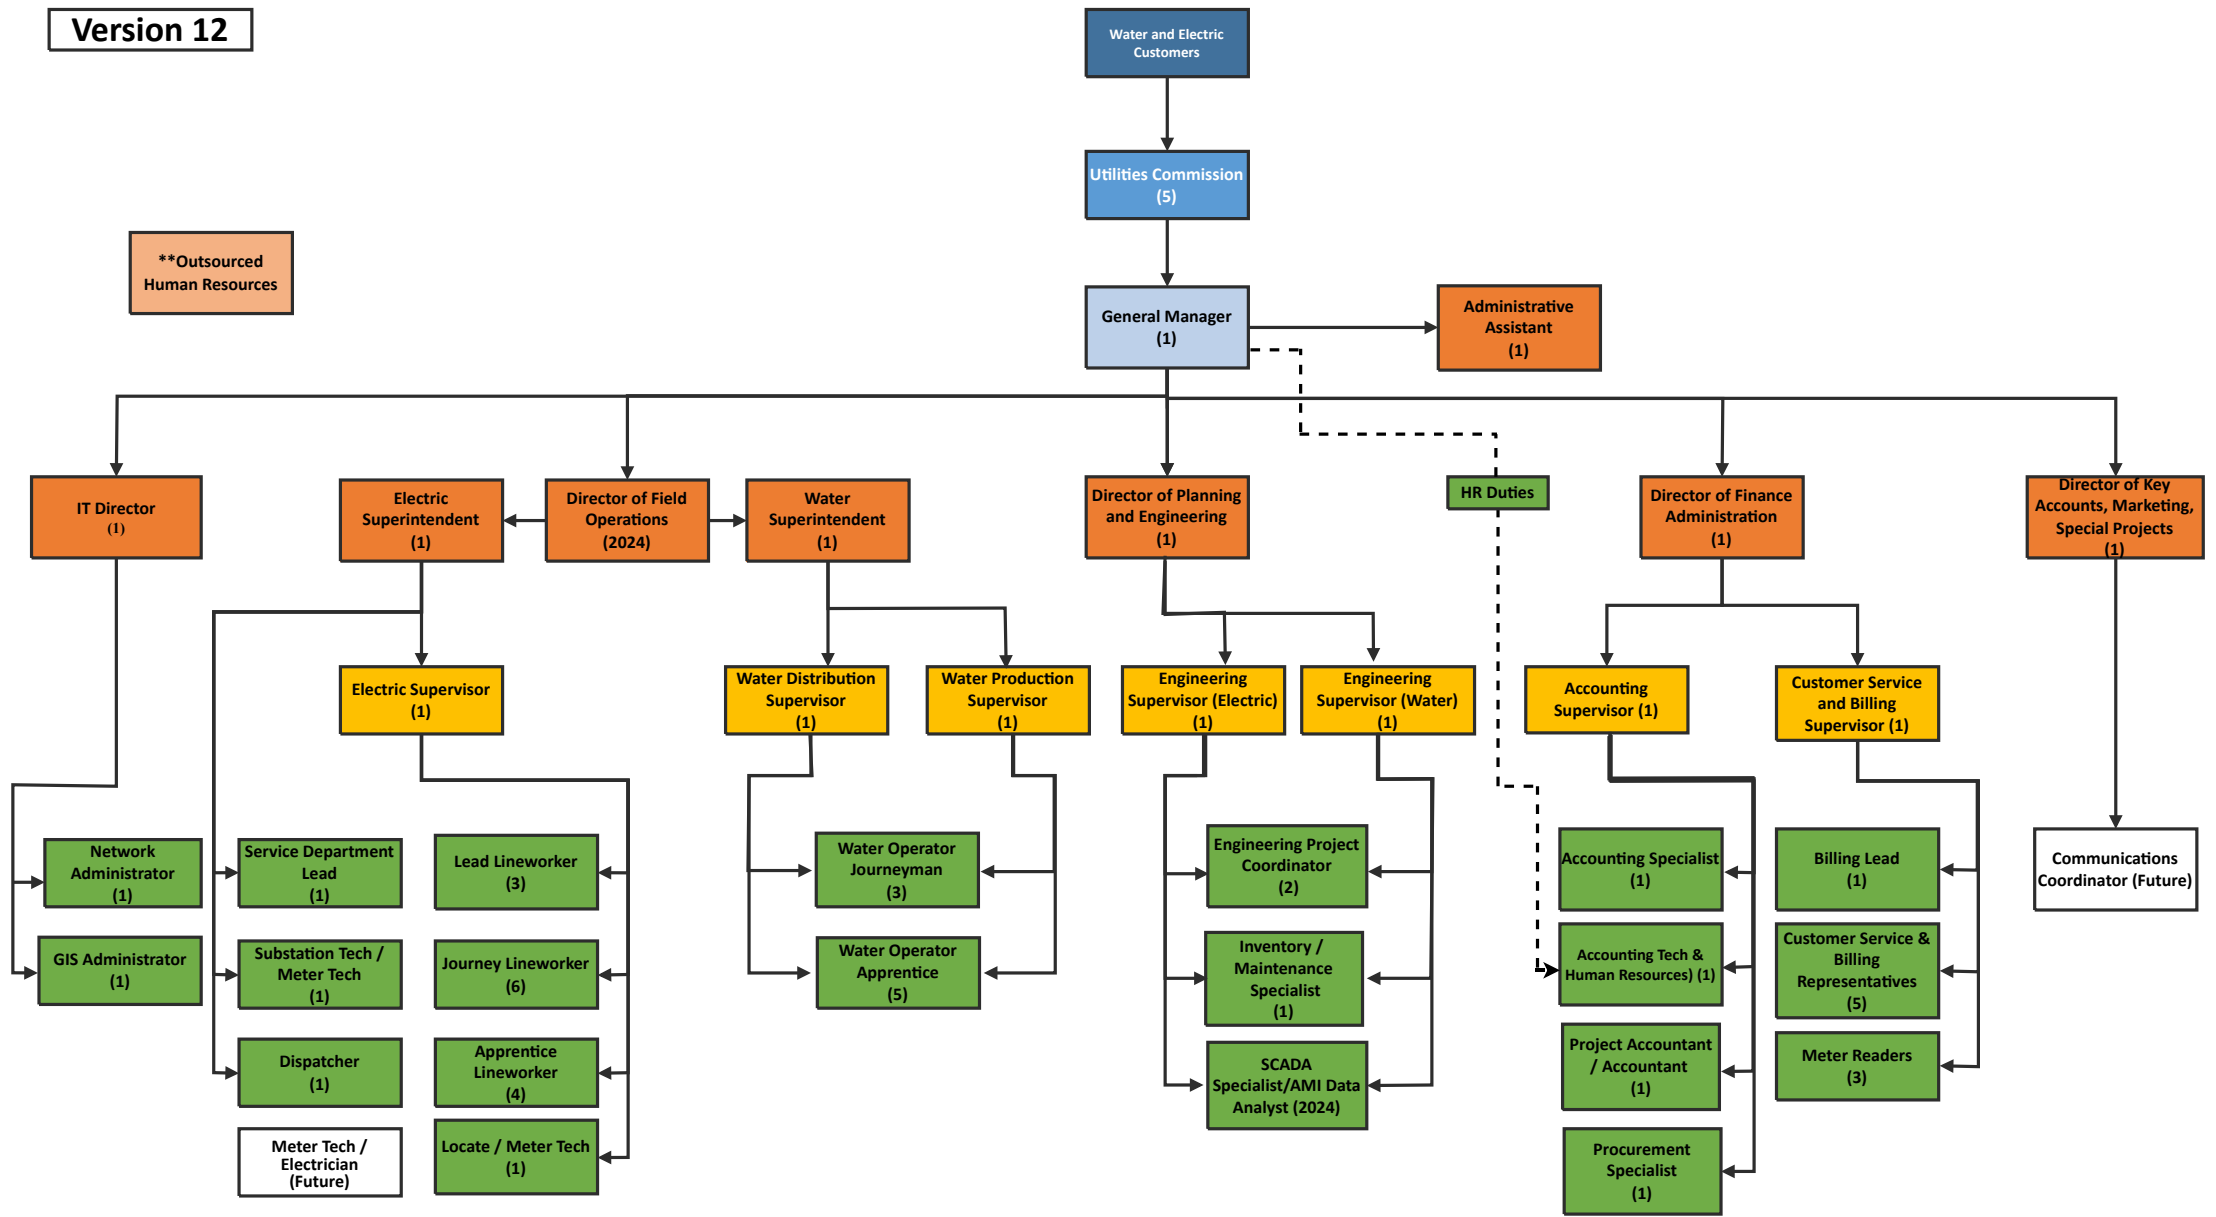 Version 12
Water and Electric
Customers
Utilities Commission
(5)
**Outsourced
Human Resources
General Manager
(1)
Administrative
Assistant
(1)
IT Director
(1)
Electric
Superintendent
(1)
Director of Field
Operations
(2024)
Water
Superintendent
(1)
Director of Planning
and Engineering
(1)
HR Duties
Director of Finance
Administration
(1)
Director of Key
Accounts, Marketing,
Special Projects
(1)
Electric Supervisor
(1)
Water Distribution
Supervisor
(1)
Water Production
Supervisor
(1)
Engineering
Supervisor (Electric)
(1)
Engineering
Supervisor (Water)
(1)
Accounting
Supervisor (1)
Customer Service
and Billing
Supervisor (1)
Network
Administrator
(1)
Service Department
Lead
(1)
Lead Lineworker
(3)
Water Operator
Journeyman
(3)
Engineering Project
Coordinator
(2)
Accounting Specialist
(1)
Billing Lead
(1)
Communications
Coordinator (Future)
GIS Administrator
(1)
Substation Tech /
Meter Tech
(1)
Journey Lineworker
(6)
Water Operator
Apprentice
(5)
Inventory /
Maintenance
Specialist
(1)
Accounting Tech &
Human Resources) (1)
Customer Service &
Billing
Representatives
(5)
Dispatcher
(1)
Apprentice
Lineworker
(4)
SCADA
Specialist/AMI Data
Analyst (2024)
Project Accountant
/ Accountant
(1)
Meter Readers
(3)
Meter Tech /
Electrician
(Future)
Locate / Meter Tech
(1)
Procurement
Specialist
(1)